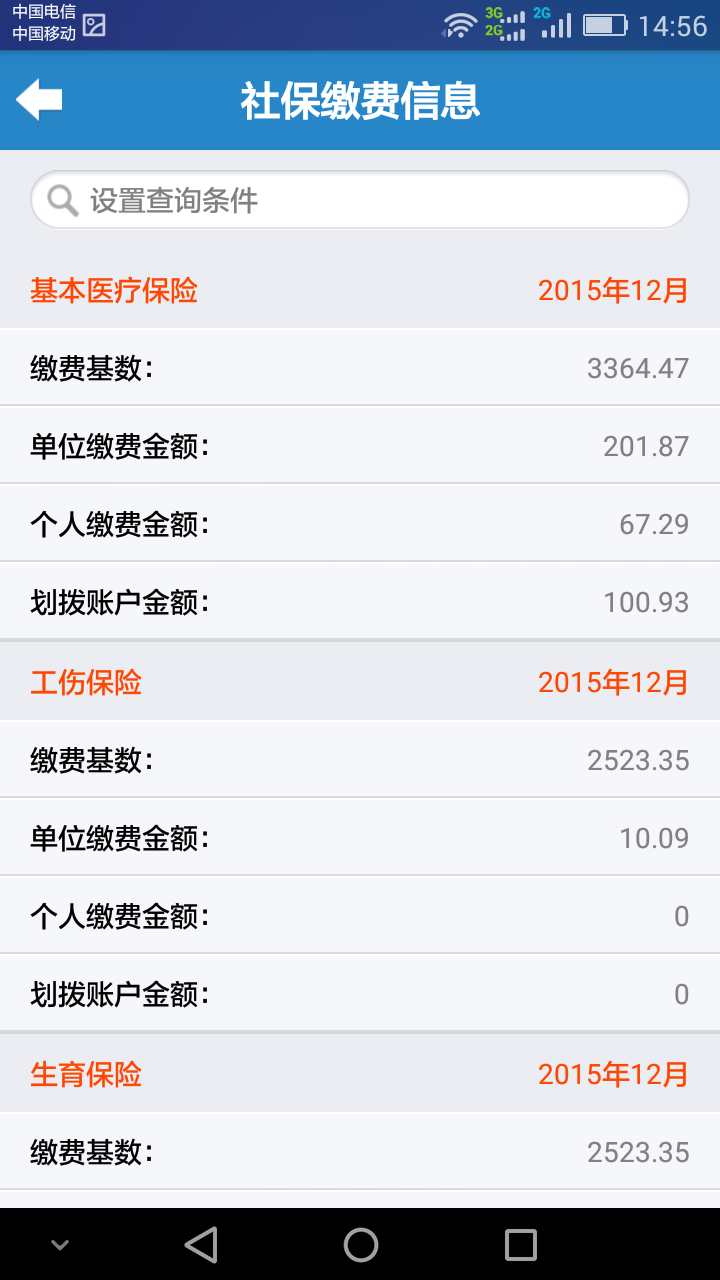 中国电信
中国移动
3G
2G
2G
14:56
社保缴费信息
设置查询条件
基本医疗保险 2015年12月
缴费基数: 3364.47
单位缴费金额: 201.87
个人缴费金额: 67.29
划拨账户金额: 100.93
工伤保险 2015年12月
缴费基数: 2523.35
单位缴费金额: 10.09
个人缴费金额: 0
划拨账户金额: 0
生育保险 2015年12月
缴费基数: 2523.35